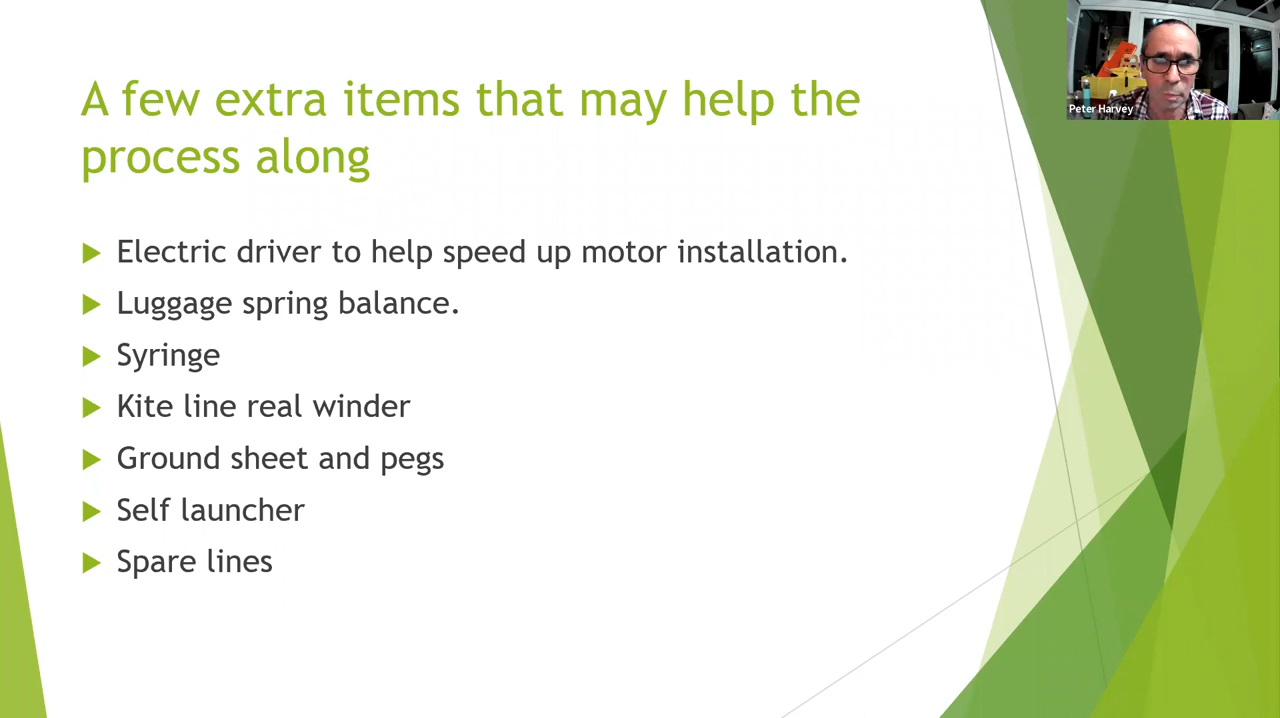 A few extra items that may help the
process along
Electric driver to help speed up motor installation.
Luggage spring balance.
Syringe
Kite line real winder
Ground sheet and pegs
Self launcher
Spare lines
Peter Harvey